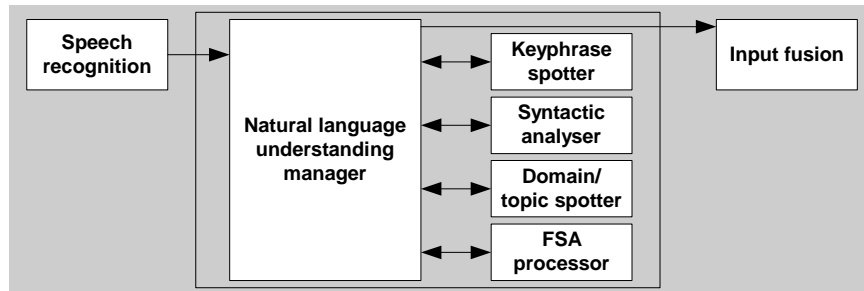 Speech
recognition
Natural language
understanding
manager
Keyphrase
spotter
Syntactic
analyser
Domain/
topic spotter
FSA
processor
Input fusion